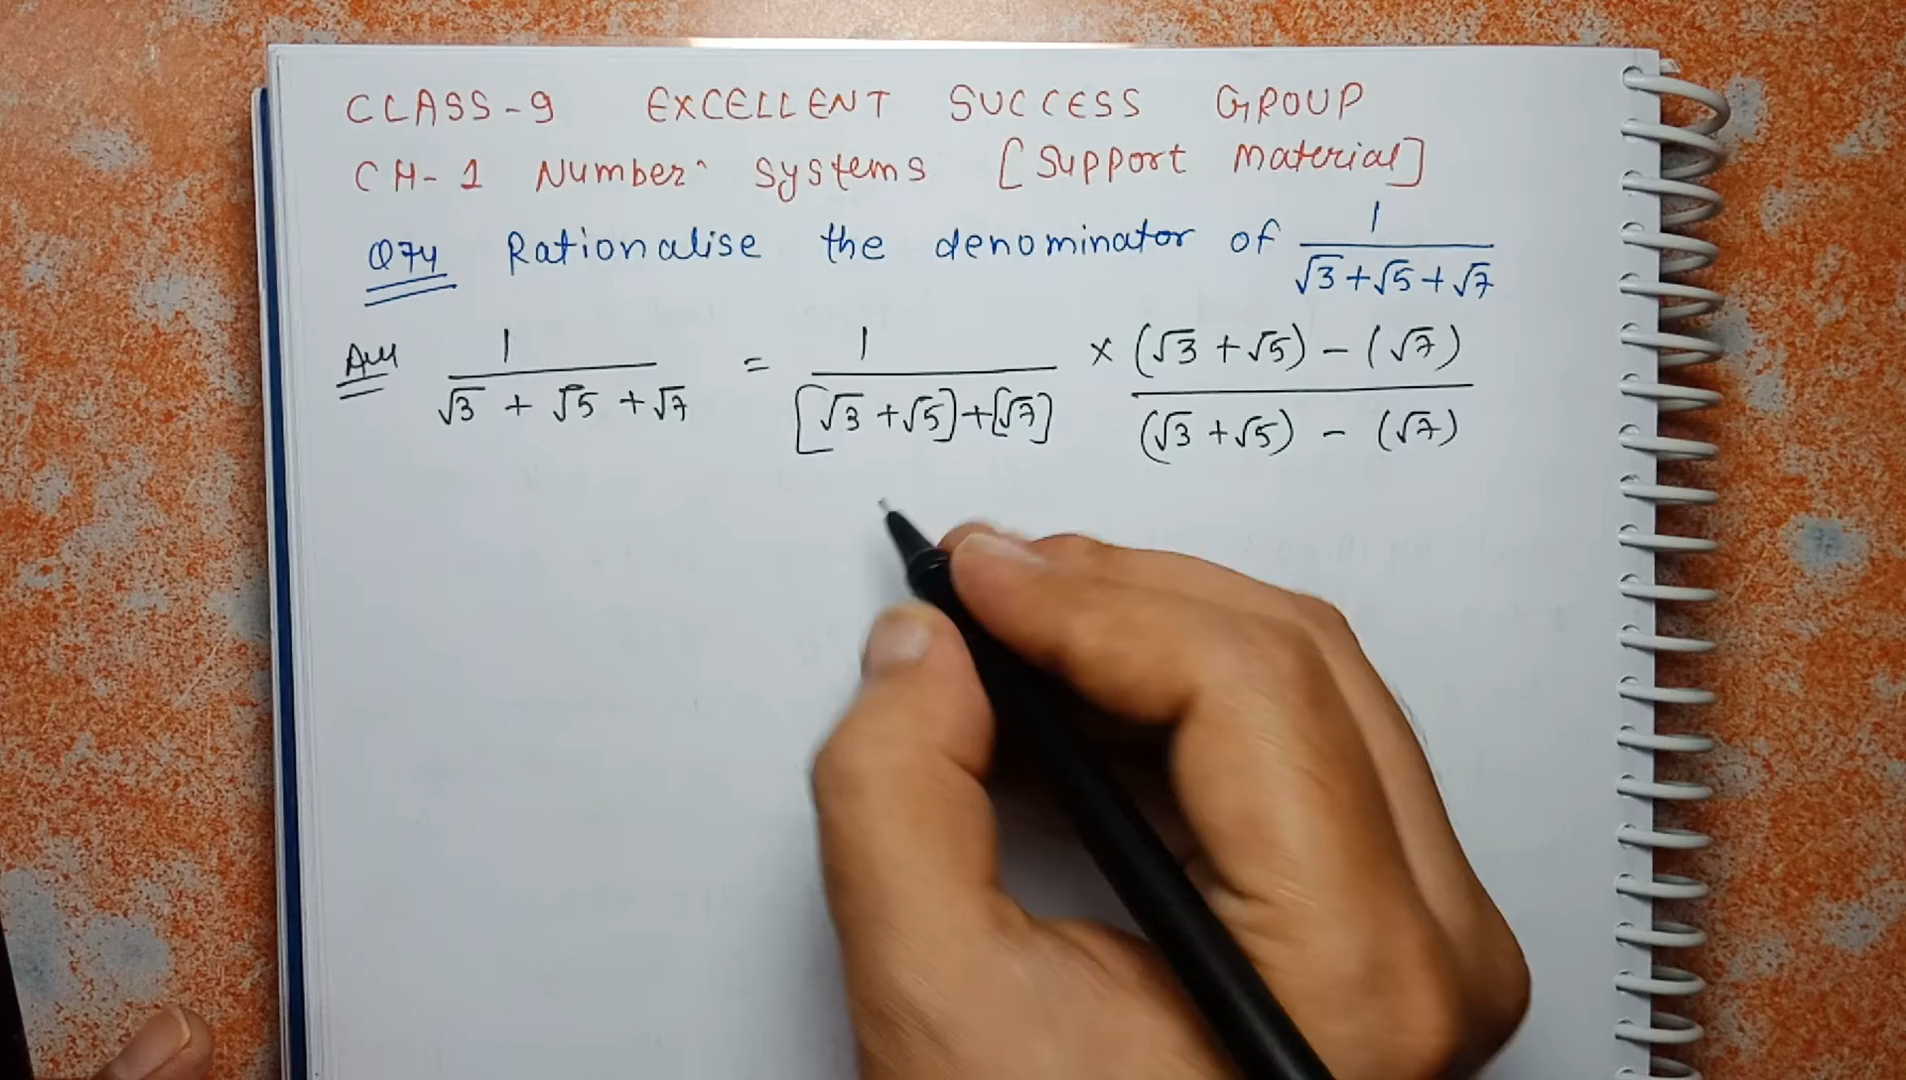 CLASS-9 EXCELLENT SUCCESS GROUP
CH-1 Number Systems [Support Material]
Q74 Rationalise the denominator of 1/(√3+√5+√7)
Ans 1/(√3 + √5 + √7) = 1/([√3+√5]+[√7]) × ((√3+√5) - (√7))/((√3+√5) - (√7))